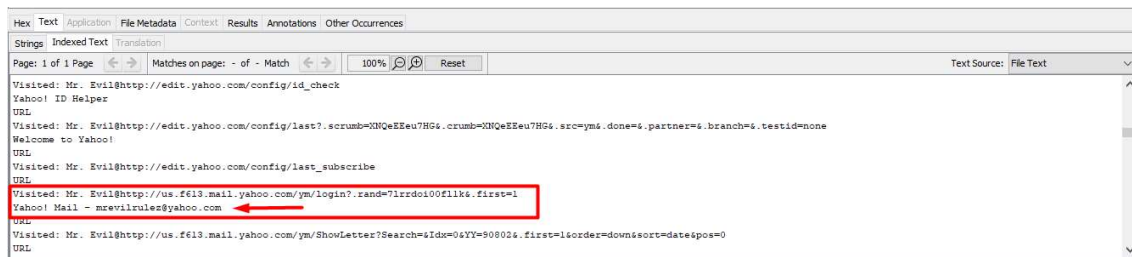 Hex Text Application File Metadata Context Results Annotations Other Occurrences
Strings Indexed Text Translation
Page: 1 of 1 Page Matches on page: - of - Match 100% Reset Text Source: File Text
Visited: Mr. Evil@http://edit.yahoo.com/config/id_check
Yahoo! ID Helper
URL
Visited: Mr. Evil@http://edit.yahoo.com/config/last?.scrumb=XNQeEEeu7HG&.crumb=XNQeEEeu7HG&.src=ym&.done=&.partner=&.branch=&.testid=none
Welcome to Yahoo!
URL
Visited: Mr. Evil@http://edit.yahoo.com/config/last_subscribe
URL
Visited: Mr. Evil@http://us.f613.mail.yahoo.com/ym/login?.rand=7lrrdoi00fllk&.first=1
Yahoo! Mail - mrevilrulez@yahoo.com
URL
Visited: Mr. Evil@http://us.f613.mail.yahoo.com/ym/ShowLetter?Search=&Idx=0&YY=90802&.first=1&order=down&sort=date&pos=0
URL